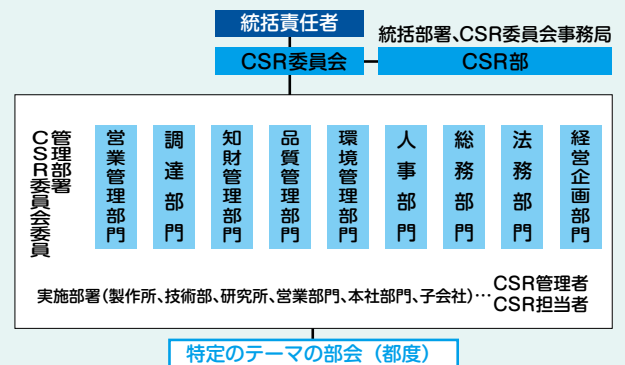 統括責任者
統括部署、CSR委員会事務局
CSR委員会
CSR部
管理部署
CSR委員会委員
営業管理部門
調達部門
知財管理部門
品質管理部門
環境管理部門
人事部門
総務部門
法務部門
経営企画部門
実施部署(製作所、技術部、研究所、営業部門、本社部門、子会社)…CSR管理者
CSR担当者
特定のテーマの部会（都度）